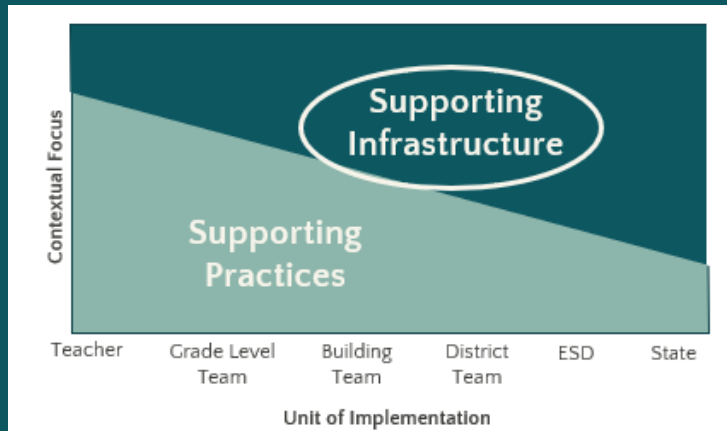 Contextual Focus
Supporting
Infrastructure
Supporting
Practices
Teacher
Grade Level
Team
Building
Team
District
Team
ESD
State
Unit of Implementation